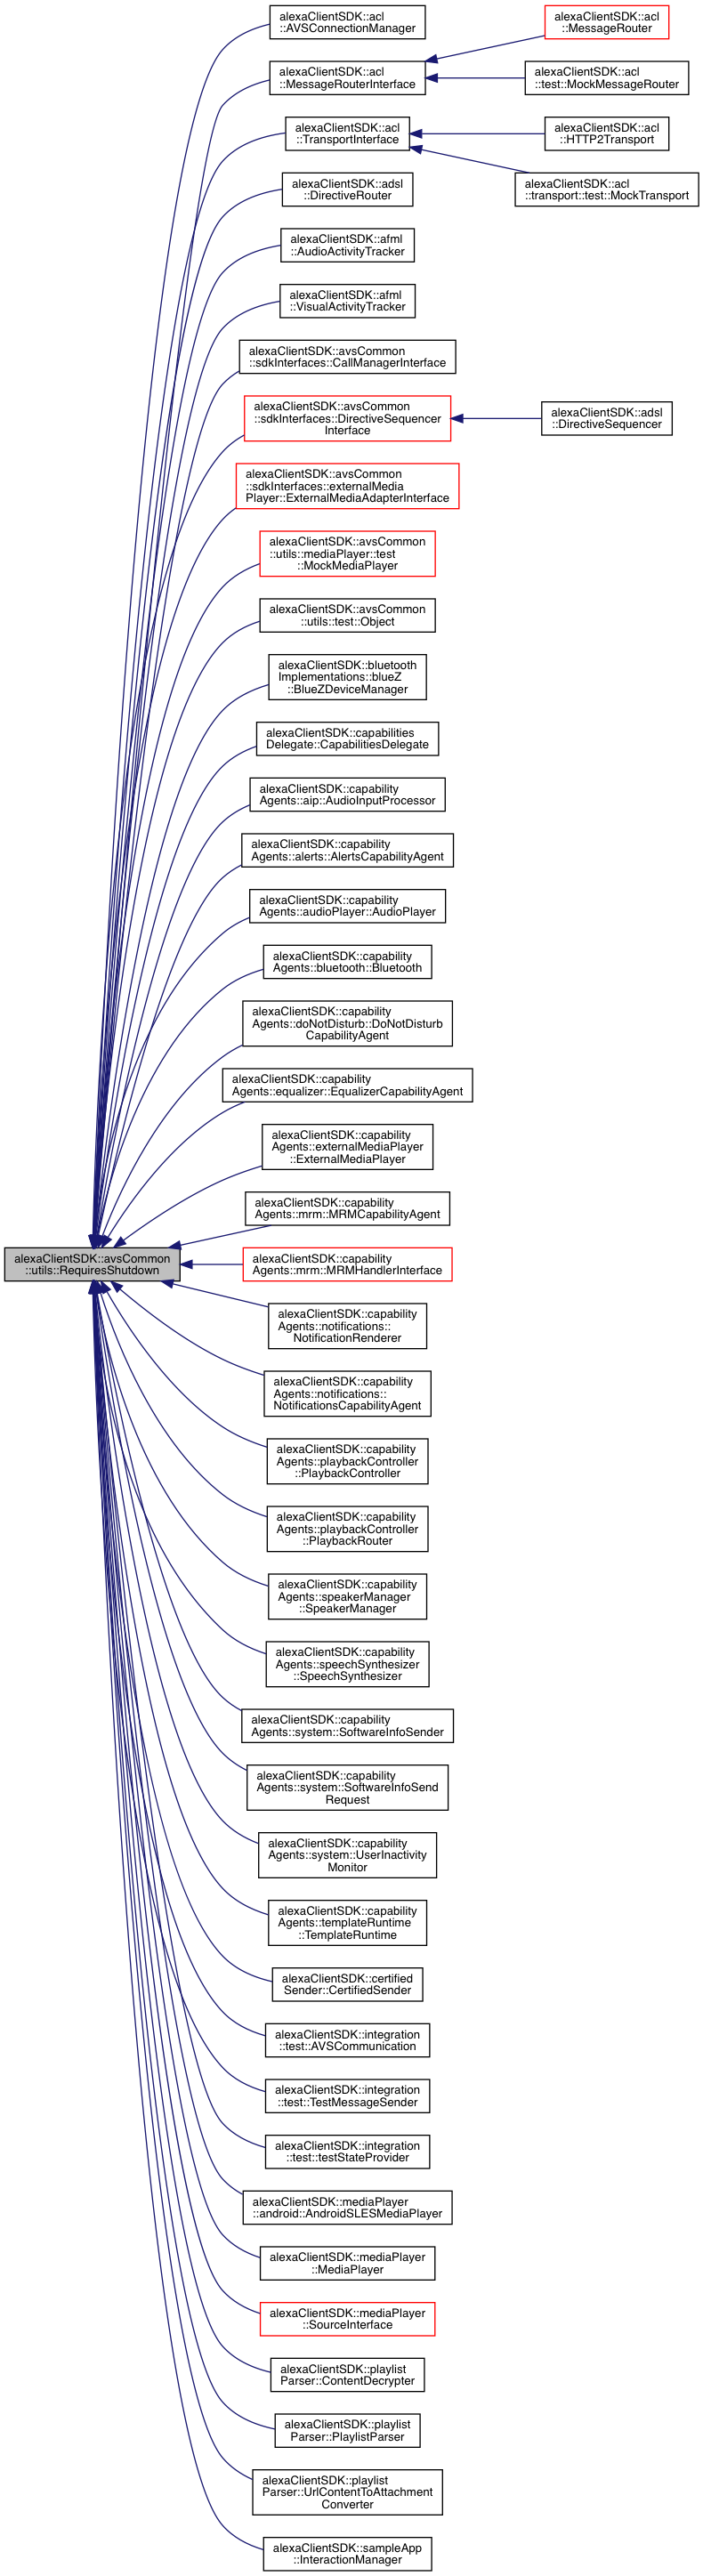 alexaClientSDK::acl
::AVSConnectionManager
alexaClientSDK::acl
::MessageRouter
alexaClientSDK::acl
::MessageRouterInterface
alexaClientSDK::acl
::test::MockMessageRouter
alexaClientSDK::acl
::TransportInterface
alexaClientSDK::acl
::HTTP2Transport
alexaClientSDK::acl
::transport::test::MockTransport
alexaClientSDK::adsl
::DirectiveRouter
alexaClientSDK::afml
::AudioActivityTracker
alexaClientSDK::afml
::VisualActivityTracker
alexaClientSDK::avsCommon
::sdkInterfaces::CallManagerInterface
alexaClientSDK::avsCommon
::sdkInterfaces::DirectiveSequencer
Interface
alexaClientSDK::adsl
::DirectiveSequencer
alexaClientSDK::avsCommon
::sdkInterfaces::externalMedia
Player::ExternalMediaAdapterInterface
alexaClientSDK::avsCommon
::utils::mediaPlayer::test
::MockMediaPlayer
alexaClientSDK::avsCommon
::utils::test::Object
alexaClientSDK::bluetooth
Implementations::blueZ
::BlueZDeviceManager
alexaClientSDK::capabilities
Delegate::CapabilitiesDelegate
alexaClientSDK::capability
Agents::aip::AudioInputProcessor
alexaClientSDK::capability
Agents::alerts::AlertsCapabilityAgent
alexaClientSDK::capability
Agents::audioPlayer::AudioPlayer
alexaClientSDK::capability
Agents::bluetooth::Bluetooth
alexaClientSDK::capability
Agents::doNotDisturb::DoNotDisturb
CapabilityAgent
alexaClientSDK::capability
Agents::equalizer::EqualizerCapabilityAgent
alexaClientSDK::capability
Agents::externalMediaPlayer
::ExternalMediaPlayer
alexaClientSDK::capability
Agents::mrm::MRMCapabilityAgent
alexaClientSDK::avsCommon
::utils::RequiresShutdown
alexaClientSDK::capability
Agents::mrm::MRMHandlerInterface
alexaClientSDK::capability
Agents::notifications::
NotificationRenderer
alexaClientSDK::capability
Agents::notifications::
NotificationsCapabilityAgent
alexaClientSDK::capability
Agents::playbackController
::PlaybackController
alexaClientSDK::capability
Agents::playbackController
::PlaybackRouter
alexaClientSDK::capability
Agents::speakerManager
::SpeakerManager
alexaClientSDK::capability
Agents::speechSynthesizer
::SpeechSynthesizer
alexaClientSDK::capability
Agents::system::SoftwareInfoSender
alexaClientSDK::capability
Agents::system::SoftwareInfoSend
Request
alexaClientSDK::capability
Agents::system::UserInactivity
Monitor
alexaClientSDK::capability
Agents::templateRuntime
::TemplateRuntime
alexaClientSDK::certified
Sender::CertifiedSender
alexaClientSDK::integration
::test::AVSCommunication
alexaClientSDK::integration
::test::TestMessageSender
alexaClientSDK::integration
::test::testStateProvider
alexaClientSDK::mediaPlayer
::android::AndroidSLESMediaPlayer
alexaClientSDK::mediaPlayer
::MediaPlayer
alexaClientSDK::mediaPlayer
::SourceInterface
alexaClientSDK::playlist
Parser::ContentDecrypter
alexaClientSDK::playlist
Parser::PlaylistParser
alexaClientSDK::playlist
Parser::UrlContentToAttachment
Converter
alexaClientSDK::sampleApp
::InteractionManager